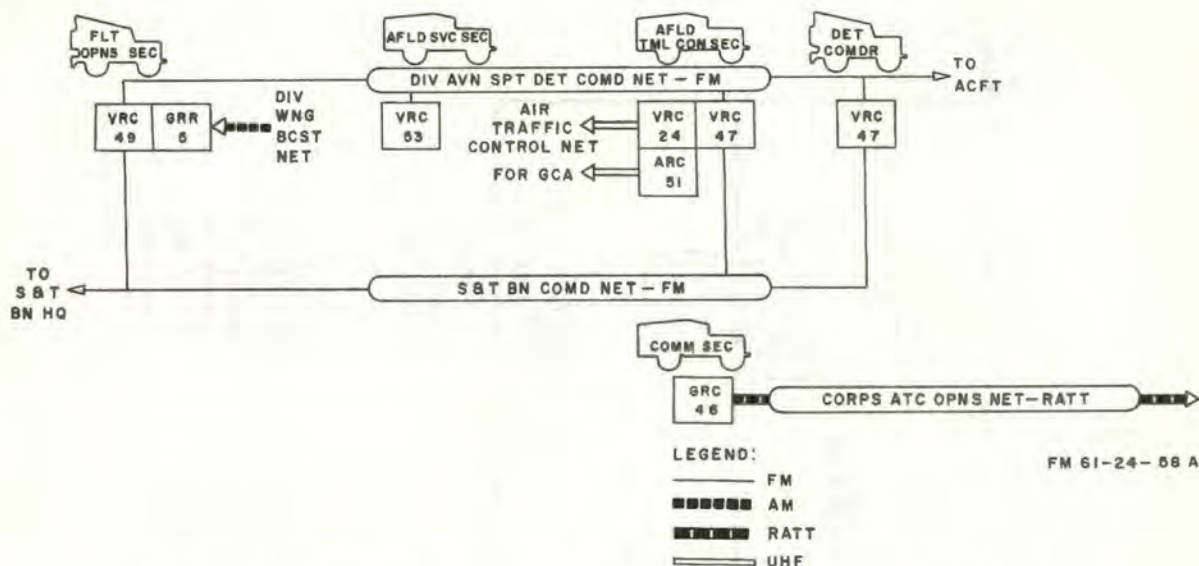 FLT
OPNS SEC
AFLD SVC SEC
AFLD
TML CON SEC
DET
COMDR
DIV AVN SPT DET COMD NET — FM
TO
ACFT
VRC
49
GRR
5
DIV
WNG
BCST
NET
VRC
53
AIR
TRAFFIC
CONTROL NET
FOR GCA
VRC
24
VRC
47
ARC
51
VRC
47
TO
S & T
BN HQ
S & T BN COMD NET — FM
COMM SEC
GRC
46
CORPS ATC OPNS NET — RATT
LEGEND:
FM
AM
RATT
UHF
FM 61-24-58 A